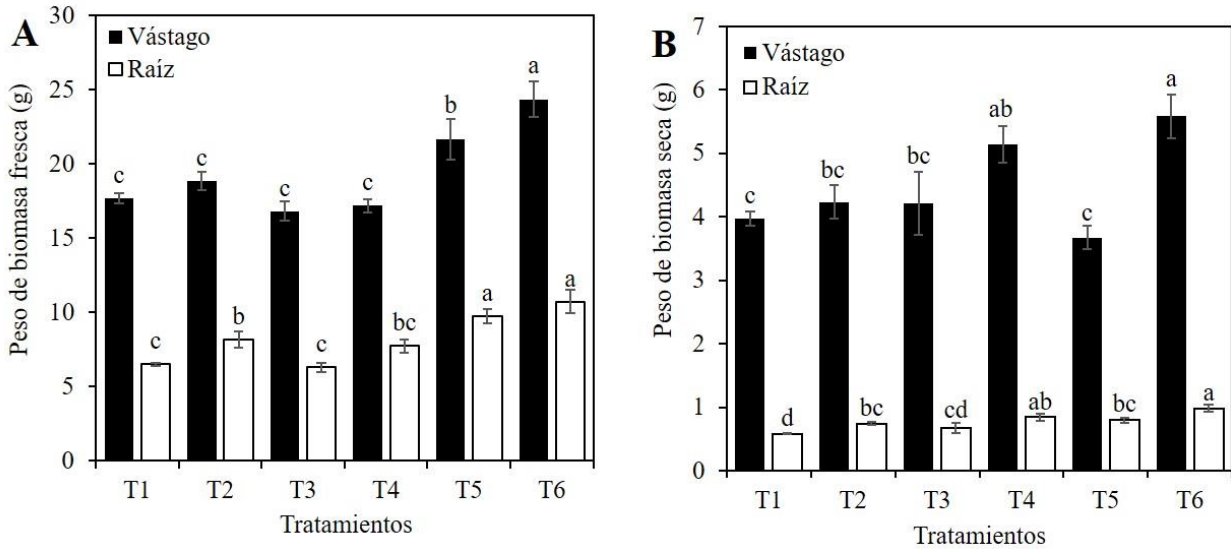 A
Vástago
Raíz
Peso de biomasa fresca (g)
30
25
20
15
10
5
0
c
c
c
c
b
a
c
b
c
bc
a
a
T1 T2 T3 T4 T5 T6
Tratamientos
B
Vástago
Raíz
Peso de biomasa seca (g)
7
6
5
4
3
2
1
0
c
bc
bc
ab
c
a
d
bc
cd
ab
bc
a
T1 T2 T3 T4 T5 T6
Tratamientos